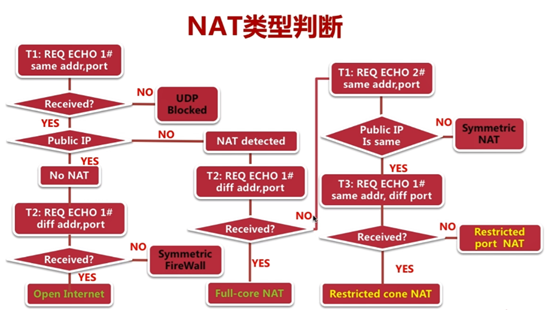 NAT类型判断
T1: REQ ECHO 1#
same addr,port
Received?
NO
UDP
Blocked
YES
Public IP
NO
NAT detected
YES
No NAT
T2: REQ ECHO 1#
diff addr,port
Received?
NO
Symmetric
FireWall
YES
Open Internet
T2: REQ ECHO 1#
diff addr,port
Received?
NO
YES
Full-core NAT
T1: REQ ECHO 2#
same addr,port
Public IP
Is same
NO
Symmetric
NAT
YES
T3: REQ ECHO 1#
same addr, diff port
Received?
NO
Restricted
port NAT
YES
Restricted cone NAT